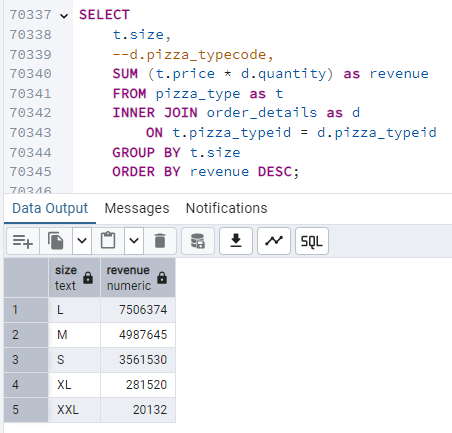 70337 SELECT
70338 t.size,
70339 --d.pizza_typecode,
70340 SUM (t.price * d.quantity) as revenue
70341 FROM pizza_type as t
70342 INNER JOIN order_details as d
70343 ON t.pizza_typeid = d.pizza_typeid
70344 GROUP BY t.size
70345 ORDER BY revenue DESC;
70346
Data Output Messages Notifications
SQL
size revenue
text numeric
1 L 7506374
2 M 4987645
3 S 3561530
4 XL 281520
5 XXL 20132